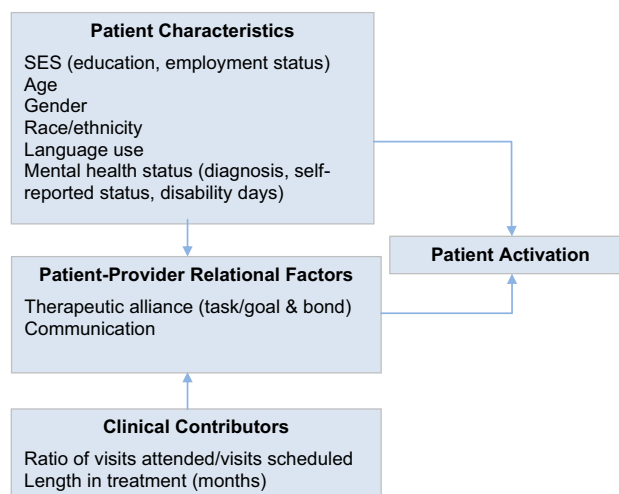 Patient Characteristics
SES (education, employment status)
Age
Gender
Race/ethnicity
Language use
Mental health status (diagnosis, self-
reported status, disability days)
Patient Activation
Patient-Provider Relational Factors
Therapeutic alliance (task/goal & bond)
Communication
Clinical Contributors
Ratio of visits attended/visits scheduled
Length in treatment (months)